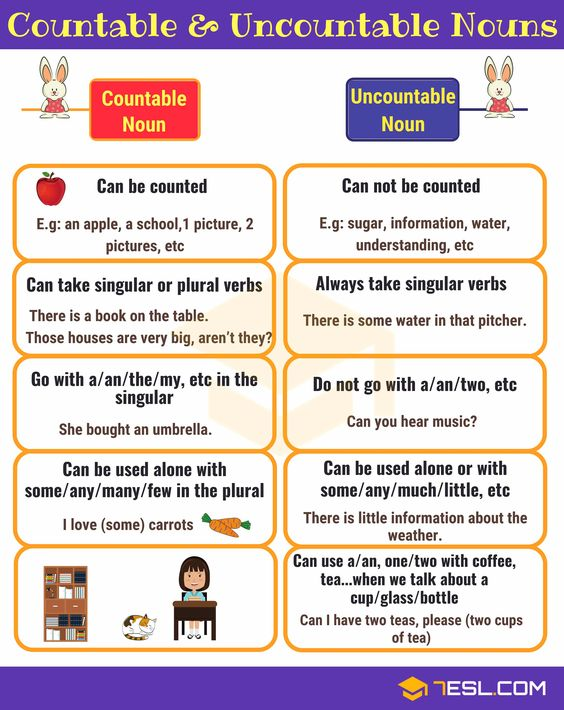 Countable & Uncountable Nouns
Countable
Noun
Uncountable
Noun
Can be counted
E.g: an apple, a school,1 picture, 2
pictures, etc
Can not be counted
E.g: sugar, information, water,
understanding, etc
Can take singular or plural verbs
There is a book on the table.
Those houses are very big, aren't they?
Always take singular verbs
There is some water in that pitcher.
Go with a/an/the/my, etc in the
singular
She bought an umbrella.
Do not go with a/an/two, etc
Can you hear music?
Can be used alone with
some/any/many/few in the plural
I love (some) carrots
Can be used alone or with
some/any/much/little, etc
There is little information about the
weather.
Can use a/an, one/two with coffee,
tea...when we talk about a
cup/glass/bottle
Can I have two teas, please (two cups
of tea)
7ESL.COM